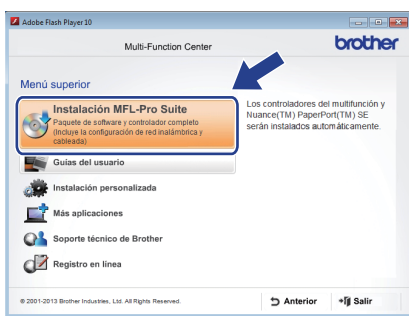 Adobe Flash Player 10
Multi-Function Center
brother
Menú superior
Instalación MFL-Pro Suite
Paquete de software y controlador completo
(Incluye la configuración de red inalámbrica y
cableada)
Los controladores del multifunción y
Nuance(TM) PaperPort(TM) SE
serán instalados automáticamente.
Guías del usuario
Instalación personalizada
Más aplicaciones
Soporte técnico de Brother
Registro en línea
© 2001-2013 Brother Industries, Ltd. All Rights Reserved.
Anterior
Salir